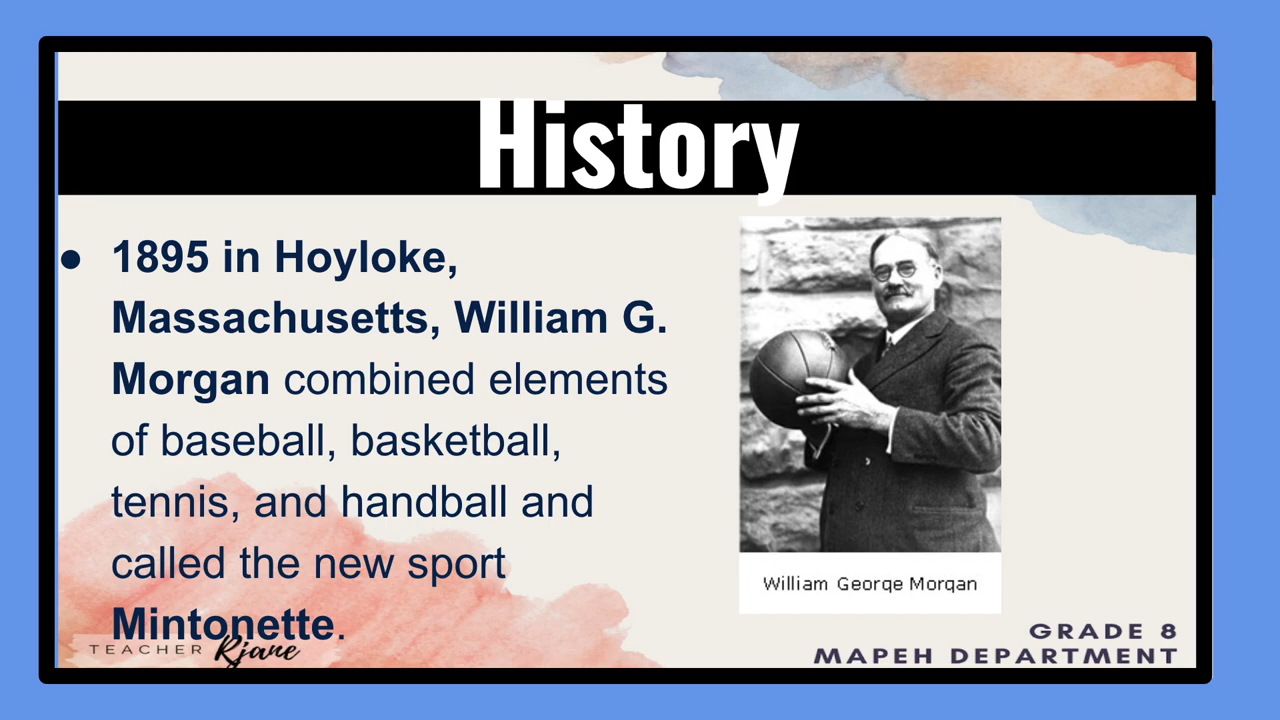 History
● 1895 in Hoyloke,
Massachusetts, William G.
Morgan combined elements
of baseball, basketball,
tennis, and handball and
called the new sport
Mintonette.
William George Morgan
TEACHER Rjane
GRADE 8
MAPEH DEPARTMENT